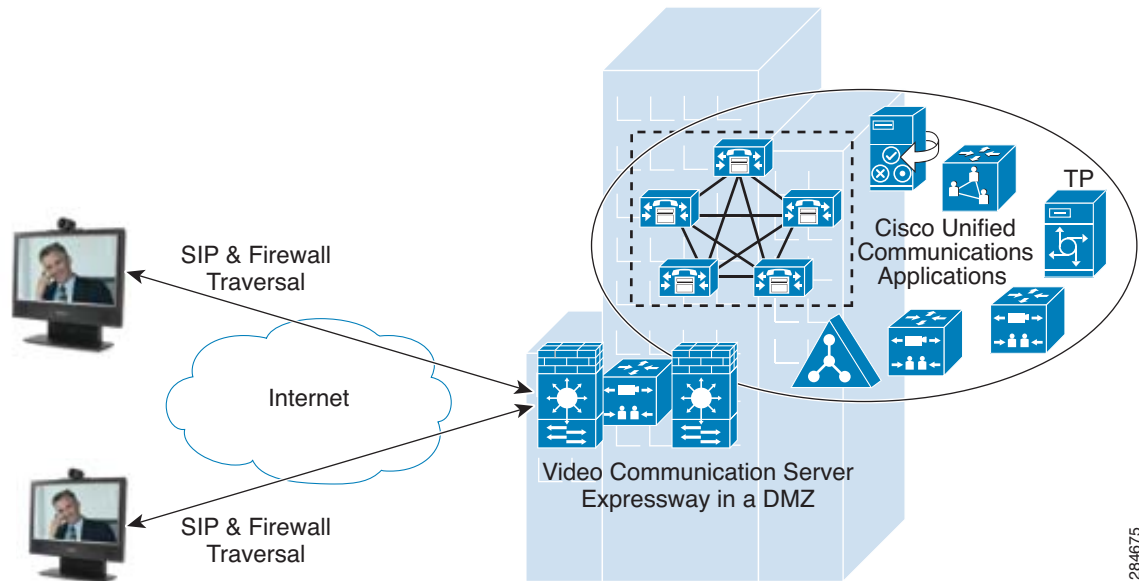 TP
Cisco Unified
Communications
Applications
SIP & Firewall
Traversal
Internet
Video Communication Server
Expressway in a DMZ
SIP & Firewall
Traversal
284675